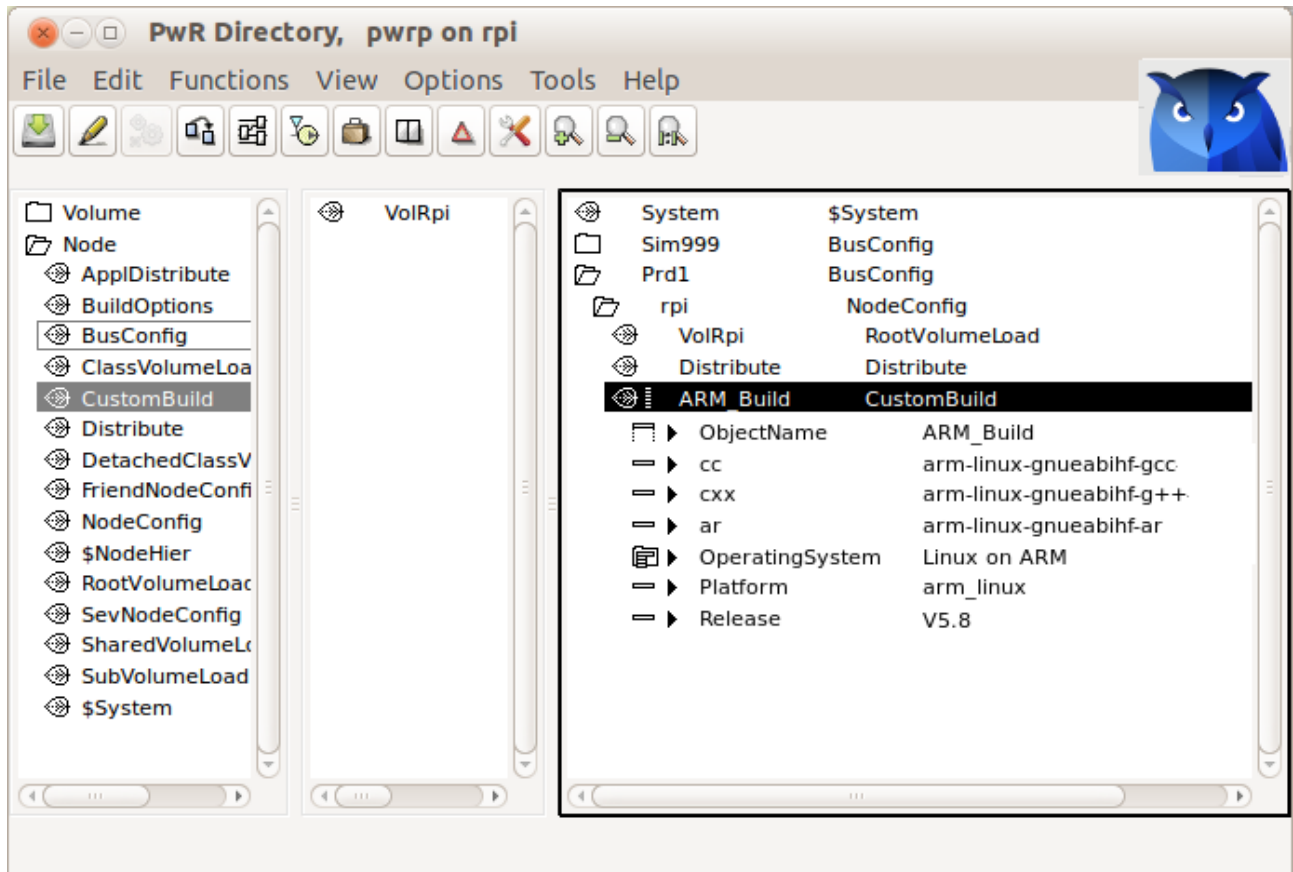 PwR Directory, pwrp on rpi
File Edit Functions View Options Tools Help
Volume
Node
ApplDistribute
BuildOptions
BusConfig
ClassVolumeLoa
CustomBuild
Distribute
DetachedClassV
FriendNodeConfi
NodeConfig
$NodeHier
RootVolumeLoad
SevNodeConfig
SharedVolumeLo
SubVolumeLoad
$System
VolRpi
System $System
Sim999 BusConfig
Prd1 BusConfig
rpi NodeConfig
VolRpi RootVolumeLoad
Distribute Distribute
ARM_Build CustomBuild
ObjectName ARM_Build
cc arm-linux-gnueabihf-gcc
cxx arm-linux-gnueabihf-g++
ar arm-linux-gnueabihf-ar
OperatingSystem Linux on ARM
Platform arm_linux
Release V5.8